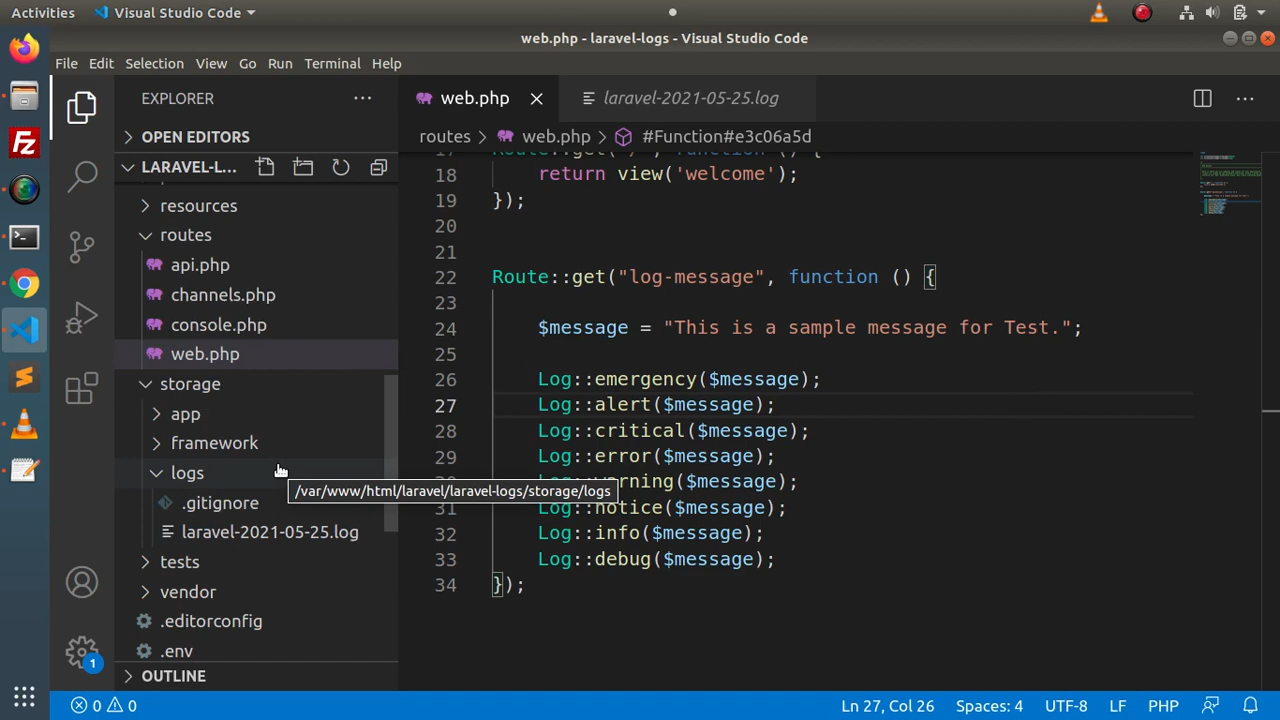 Activities
Visual Studio Code
web.php - laravel-logs - Visual Studio Code
File Edit Selection View Go Run Terminal Help
EXPLORER
OPEN EDITORS
LARAVEL-L...
resources
routes
api.php
channels.php
console.php
web.php
storage
app
framework
logs
/var/www/html/laravel/laravel-logs/storage/logs
.gitignore
laravel-2021-05-25.log
tests
vendor
.editorconfig
.env
OUTLINE
web.php
laravel-2021-05-25.log
routes > web.php > #Function#e3c06a5d
18 return view('welcome');
19 });
20
21
22 Route::get("log-message", function () {
23
24 $message = "This is a sample message for Test.";
25
26 Log::emergency($message);
27 Log::alert($message);
28 Log::critical($message);
29 Log::error($message);
($message);
31 Log::notice($message);
32 Log::info($message);
33 Log::debug($message);
34 });
1
0 0
Ln 27, Col 26 Spaces: 4 UTF-8 LF PHP